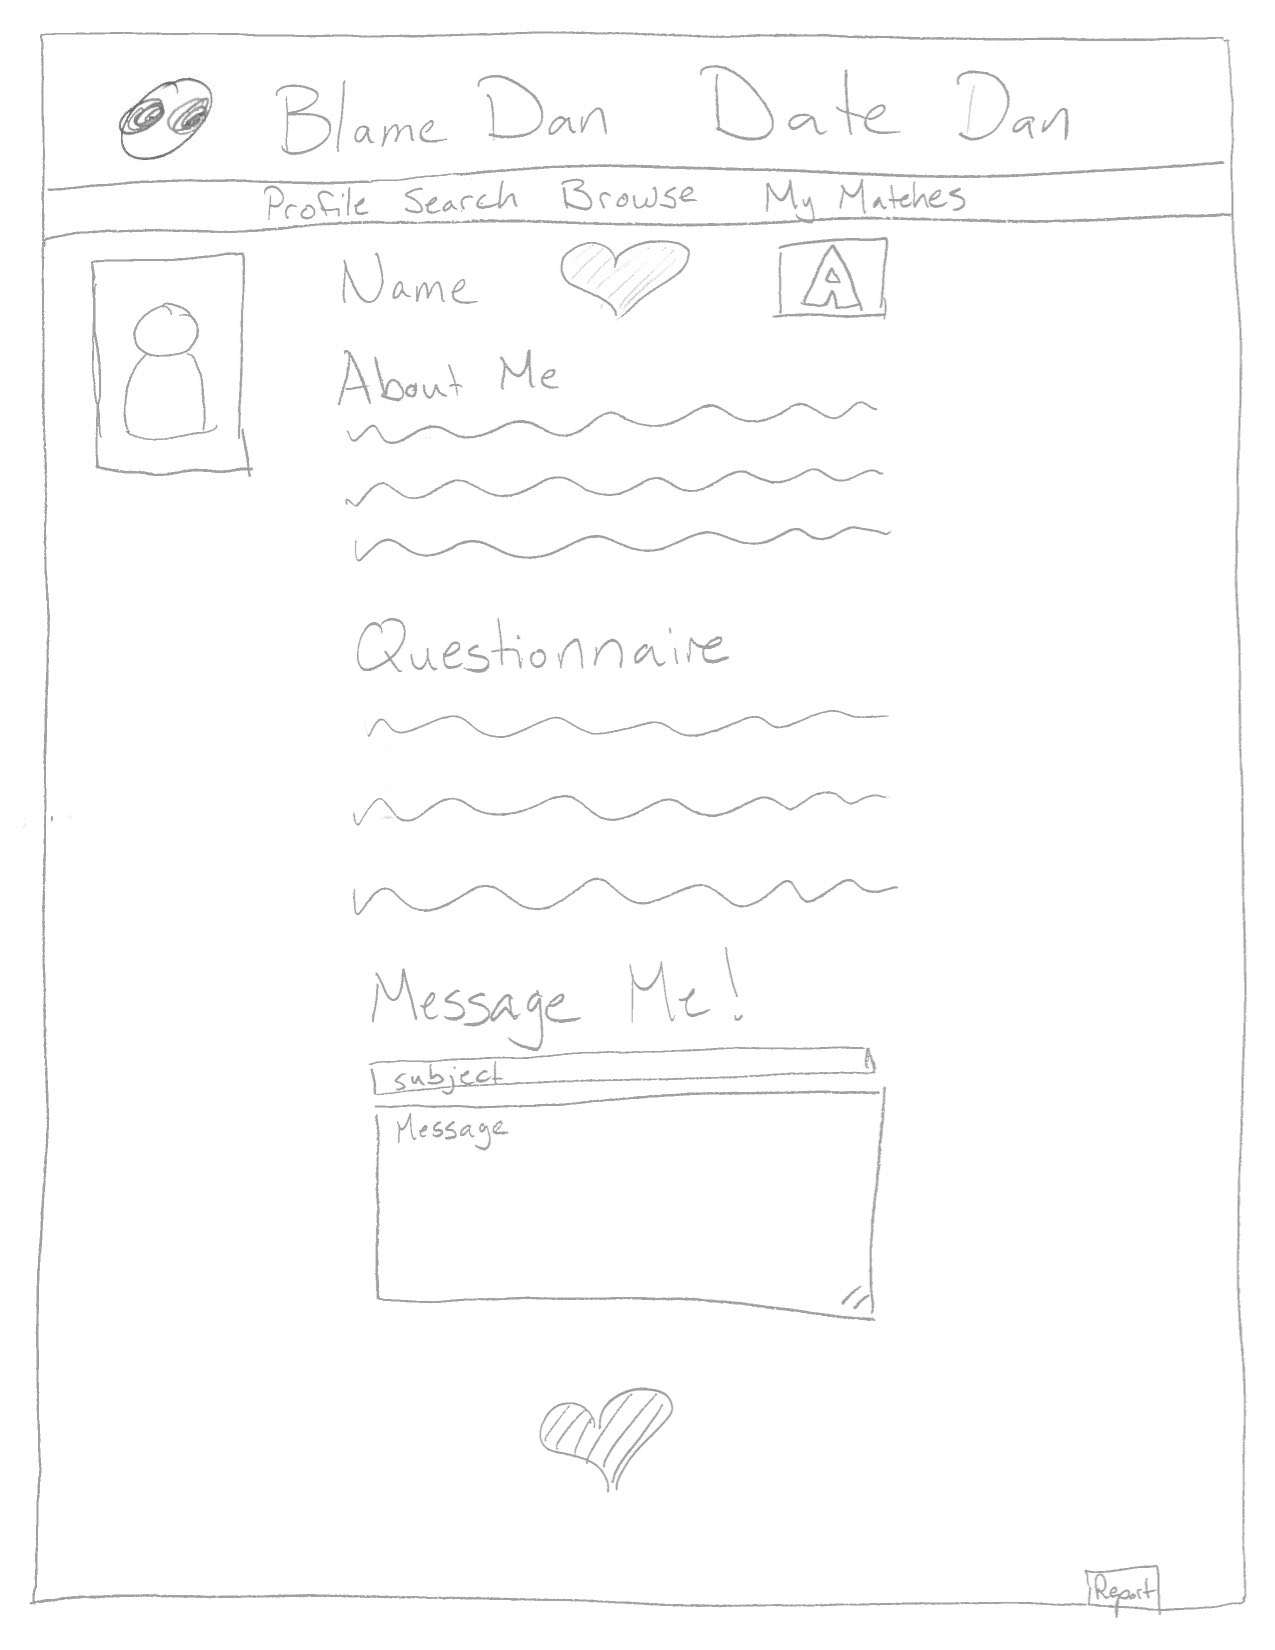 Blame Dan Date Dan
Profile Search Browse My Matches
Name A
About Me
Questionnaire
Message Me!
subject
Message
Report